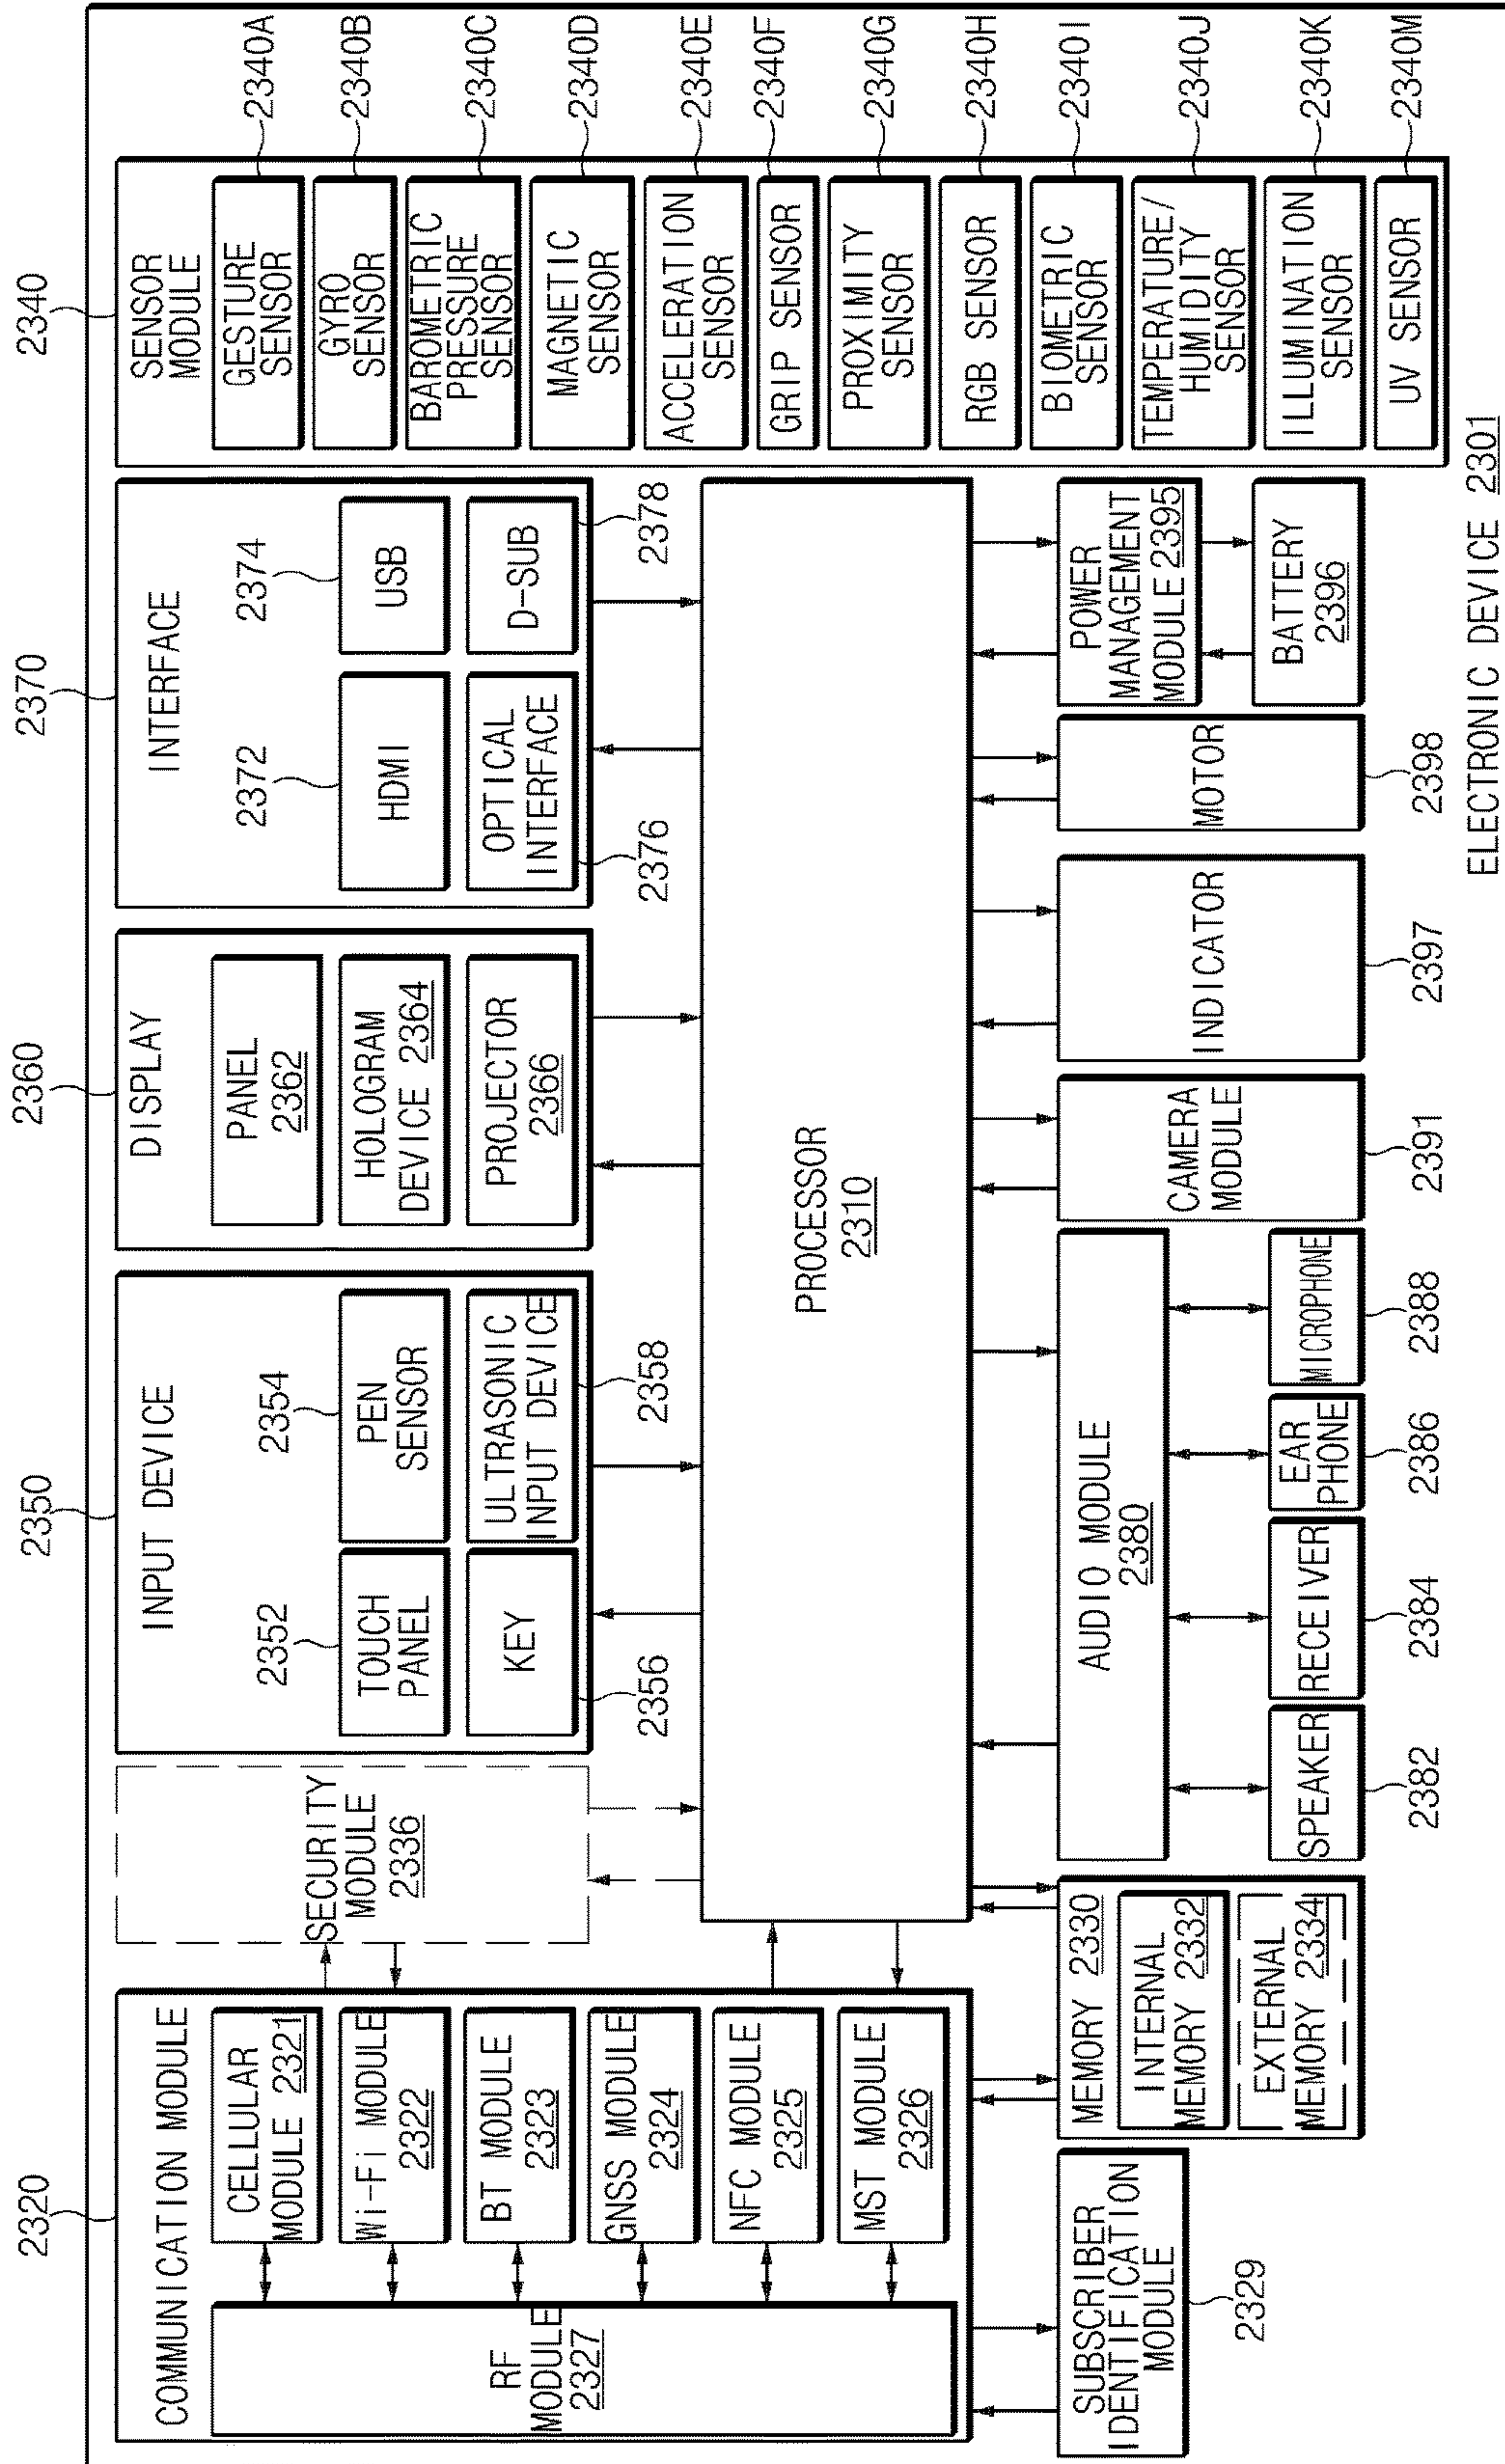 2320
COMMUNICATION MODULE
CELLULAR
MODULE 2321
Wi-Fi MODULE
2322
BT MODULE
2323
GNSS MODULE
2324
NFC MODULE
2325
MST MODULE
2326
RF
MODULE
2327
SECURITY
MODULE
2336
2350
INPUT DEVICE
2352
TOUCH
PANEL
2354
PEN
SENSOR
KEY
2356
ULTRASONIC
INPUT DEVICE
2358
2360
DISPLAY
PANEL
2362
HOLOGRAM
DEVICE 2364
PROJECTOR
2366
2370
INTERFACE
2372
HDMI
2374
USB
OPTICAL
INTERFACE
2376
D-SUB
2378
2340
SENSOR
MODULE
GESTURE
SENSOR
2340A
GYRO
SENSOR
2340B
BAROMETRIC
PRESSURE
SENSOR
2340C
MAGNETIC
SENSOR
2340D
ACCELERATION
SENSOR
2340E
GRIP SENSOR
2340F
PROXIMITY
SENSOR
2340G
RGB SENSOR
2340H
BIOMETRIC
SENSOR
2340I
TEMPERATURE/
HUMIDITY
SENSOR
2340J
ILLUMINATION
SENSOR
2340K
UV SENSOR
2340M
PROCESSOR
2310
SUBSCRIBER
IDENTIFICATION
MODULE
2329
MEMORY 2330
INTERNAL
MEMORY 2332
EXTERNAL
MEMORY 2334
AUDIO MODULE
2380
SPEAKER
2382
RECEIVER
2384
EAR
PHONE
2386
MICROPHONE
2388
CAMERA
MODULE
2391
INDICATOR
2397
MOTOR
2398
POWER
MANAGEMENT
MODULE 2395
BATTERY
2396
ELECTRONIC DEVICE 2301